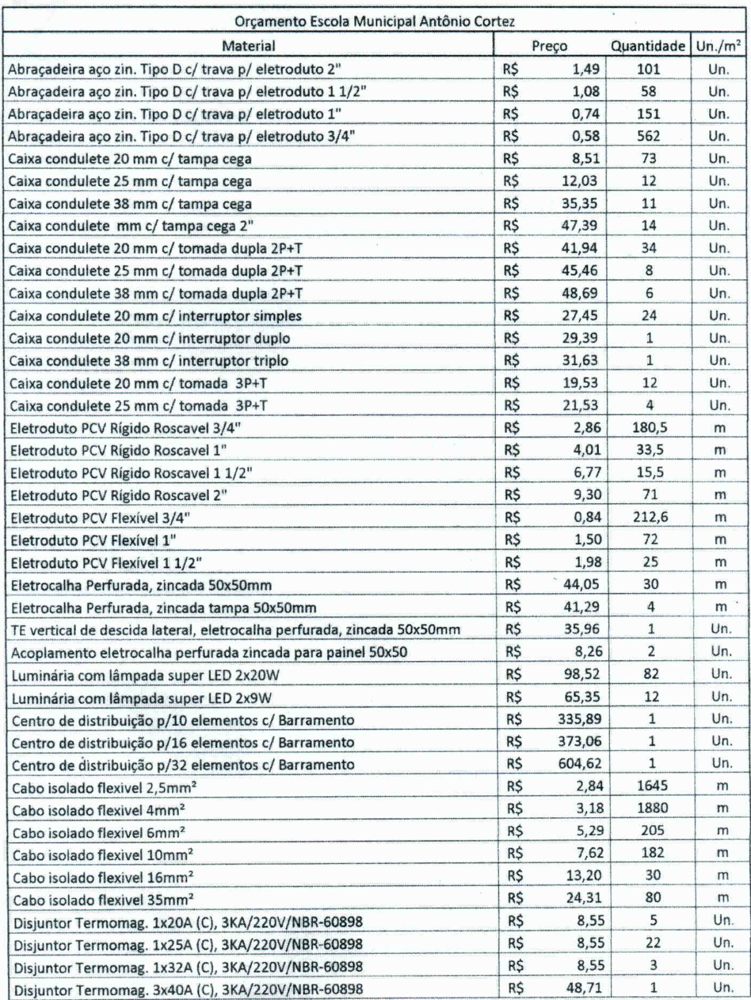 Orçamento Escola Municipal Antônio Cortez
Material Preço Quantidade Un./m²
Abraçadeira aço zin. Tipo D c/ trava p/ eletroduto 2" R$ 1,49 101 Un.
Abraçadeira aço zin. Tipo D c/ trava p/ eletroduto 1 1/2" R$ 1,08 58 Un.
Abraçadeira aço zin. Tipo D c/ trava p/ eletroduto 1" R$ 0,74 151 Un.
Abraçadeira aço zin. Tipo D c/ trava p/ eletroduto 3/4" R$ 0,58 562 Un.
Caixa condulete 20 mm c/ tampa cega R$ 8,51 73 Un.
Caixa condulete 25 mm c/ tampa cega R$ 12,03 12 Un.
Caixa condulete 38 mm c/ tampa cega R$ 35,35 11 Un.
Caixa condulete mm c/ tampa cega 2" R$ 47,39 14 Un.
Caixa condulete 20 mm c/ tomada dupla 2P+T R$ 41,94 34 Un.
Caixa condulete 25 mm c/ tomada dupla 2P+T R$ 45,46 8 Un.
Caixa condulete 38 mm c/ tomada dupla 2P+T R$ 48,69 6 Un.
Caixa condulete 20 mm c/ interruptor simples R$ 27,45 24 Un.
Caixa condulete 20 mm c/ interruptor duplo R$ 29,39 1 Un.
Caixa condulete 38 mm c/ interruptor triplo R$ 31,63 1 Un.
Caixa condulete 20 mm c/ tomada 3P+T R$ 19,53 12 Un.
Caixa condulete 25 mm c/ tomada 3P+T R$ 21,53 4 Un.
Eletroduto PCV Rígido Roscavel 3/4" R$ 2,86 180,5 m
Eletroduto PCV Rígido Roscavel 1" R$ 4,01 33,5 m
Eletroduto PCV Rígido Roscavel 1 1/2" R$ 6,77 15,5 m
Eletroduto PCV Rígido Roscavel 2" R$ 9,30 71 m
Eletroduto PCV Flexível 3/4" R$ 0,84 212,6 m
Eletroduto PCV Flexível 1" R$ 1,50 72 m
Eletroduto PCV Flexível 1 1/2" R$ 1,98 25 m
Eletrocalha Perfurada, zincada 50x50mm R$ 44,05 30 m
Eletrocalha Perfurada, zincada tampa 50x50mm R$ 41,29 4 m
TE vertical de descida lateral, eletrocalha perfurada, zincada 50x50mm R$ 35,96 1 Un.
Acoplamento eletrocalha perfurada zincada para painel 50x50 R$ 8,26 2 Un.
Luminária com lâmpada super LED 2x20W R$ 98,52 82 Un.
Luminária com lâmpada super LED 2x9W R$ 65,35 12 Un.
Centro de distribuição p/10 elementos c/ Barramento R$ 335,89 1 Un.
Centro de distribuição p/16 elementos c/ Barramento R$ 373,06 1 Un.
Centro de distribuição p/32 elementos c/ Barramento R$ 604,62 1 Un.
Cabo isolado flexivel 2,5mm² R$ 2,84 1645 m
Cabo isolado flexivel 4mm² R$ 3,18 1880 m
Cabo isolado flexivel 6mm² R$ 5,29 205 m
Cabo isolado flexivel 10mm² R$ 7,62 182 m
Cabo isolado flexivel 16mm² R$ 13,20 30 m
Cabo isolado flexivel 35mm² R$ 24,31 80 m
Disjuntor Termomag. 1x20A (C), 3KA/220V/NBR-60898 R$ 8,55 5 Un.
Disjuntor Termomag. 1x25A (C), 3KA/220V/NBR-60898 R$ 8,55 22 Un.
Disjuntor Termomag. 1x32A (C), 3KA/220V/NBR-60898 R$ 8,55 3 Un.
Disjuntor Termomag. 3x40A (C), 3KA/220V/NBR-60898 R$ 48,71 1 Un.